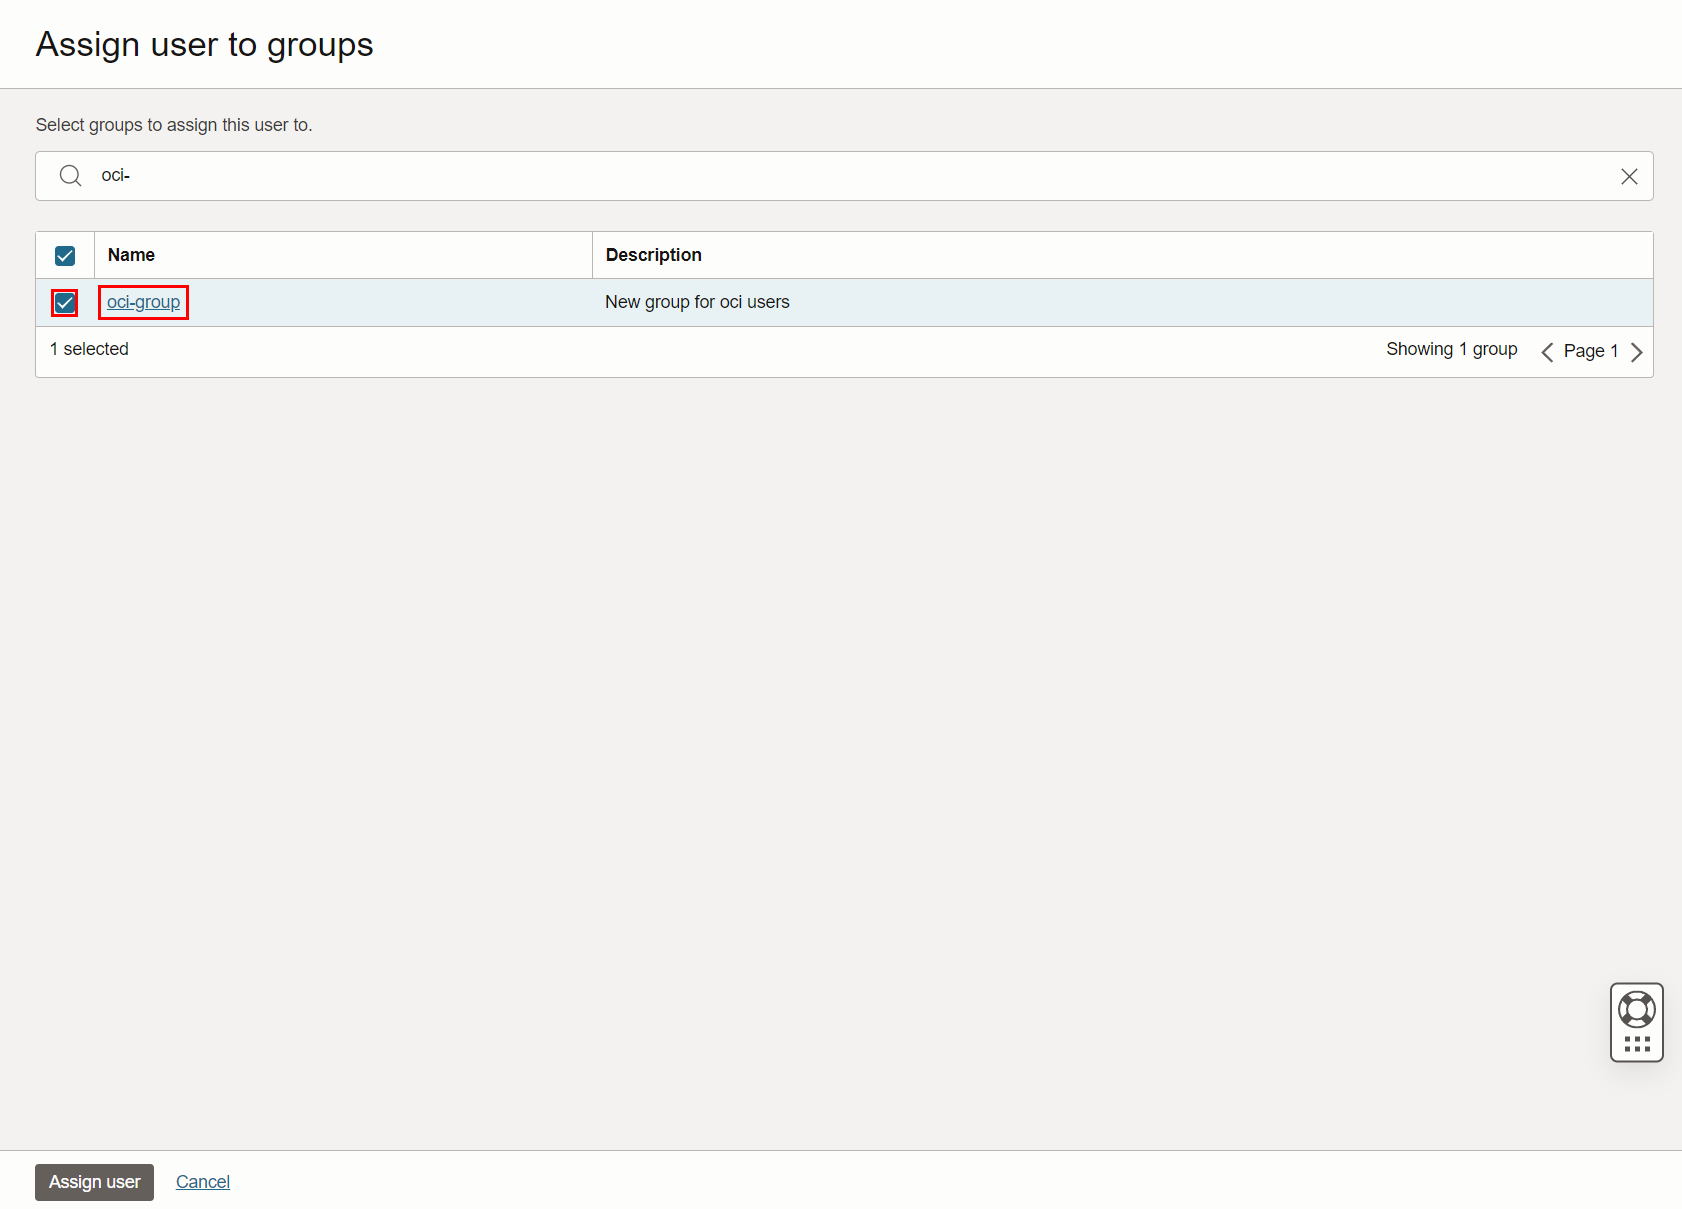 Assign user to groups
Select groups to assign this user to.
oci-
Name Description
oci-group New group for oci users
1 selected Showing 1 group Page 1
Assign user Cancel